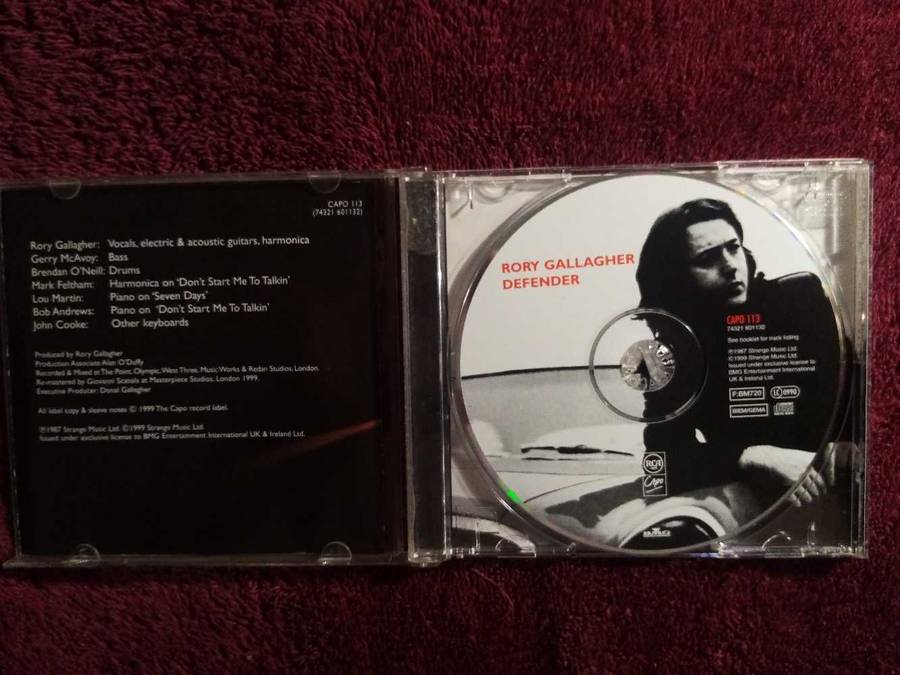 CAPO 113
(74321 601132)
Rory Gallagher: Vocals, electric & acoustic guitars, harmonica
Gerry McAvoy: Bass
Brendan O'Neill: Drums
Mark Feltham: Harmonica on 'Don't Start Me To Talkin'
Lou Martin: Piano on 'Seven Days'
Bob Andrews: Piano on 'Don't Start Me To Talkin'
John Cooke: Other keyboards
Produced by Rory Gallagher
Production Associate Alan O'Duffy
Recorded & Mixed at The Point, Olympic, West Three, Music Works & Redan Studios, London.
Re-mastered by Giovanni Scatola at Masterpiece Studios, London 1999.
Executive Producer: Donal Gallagher
All label copy & sleeve notes © 1999 The Capo record label.
℗1987 Strange Music Ltd. ©1999 Strange Music Ltd.
Issued under exclusive license to BMG Entertainment International UK & Ireland Ltd.
RORY GALLAGHER
DEFENDER
CAPO 113
74321 601132
See booklet for track listing
℗1987 Strange Music Ltd.
©1999 Strange Music Ltd.
Issued under exclusive license to
BMG Entertainment International
UK & Ireland Ltd.
F:BM720
LC 0990
BIEM/GEMA
RCA
Capo
BMG